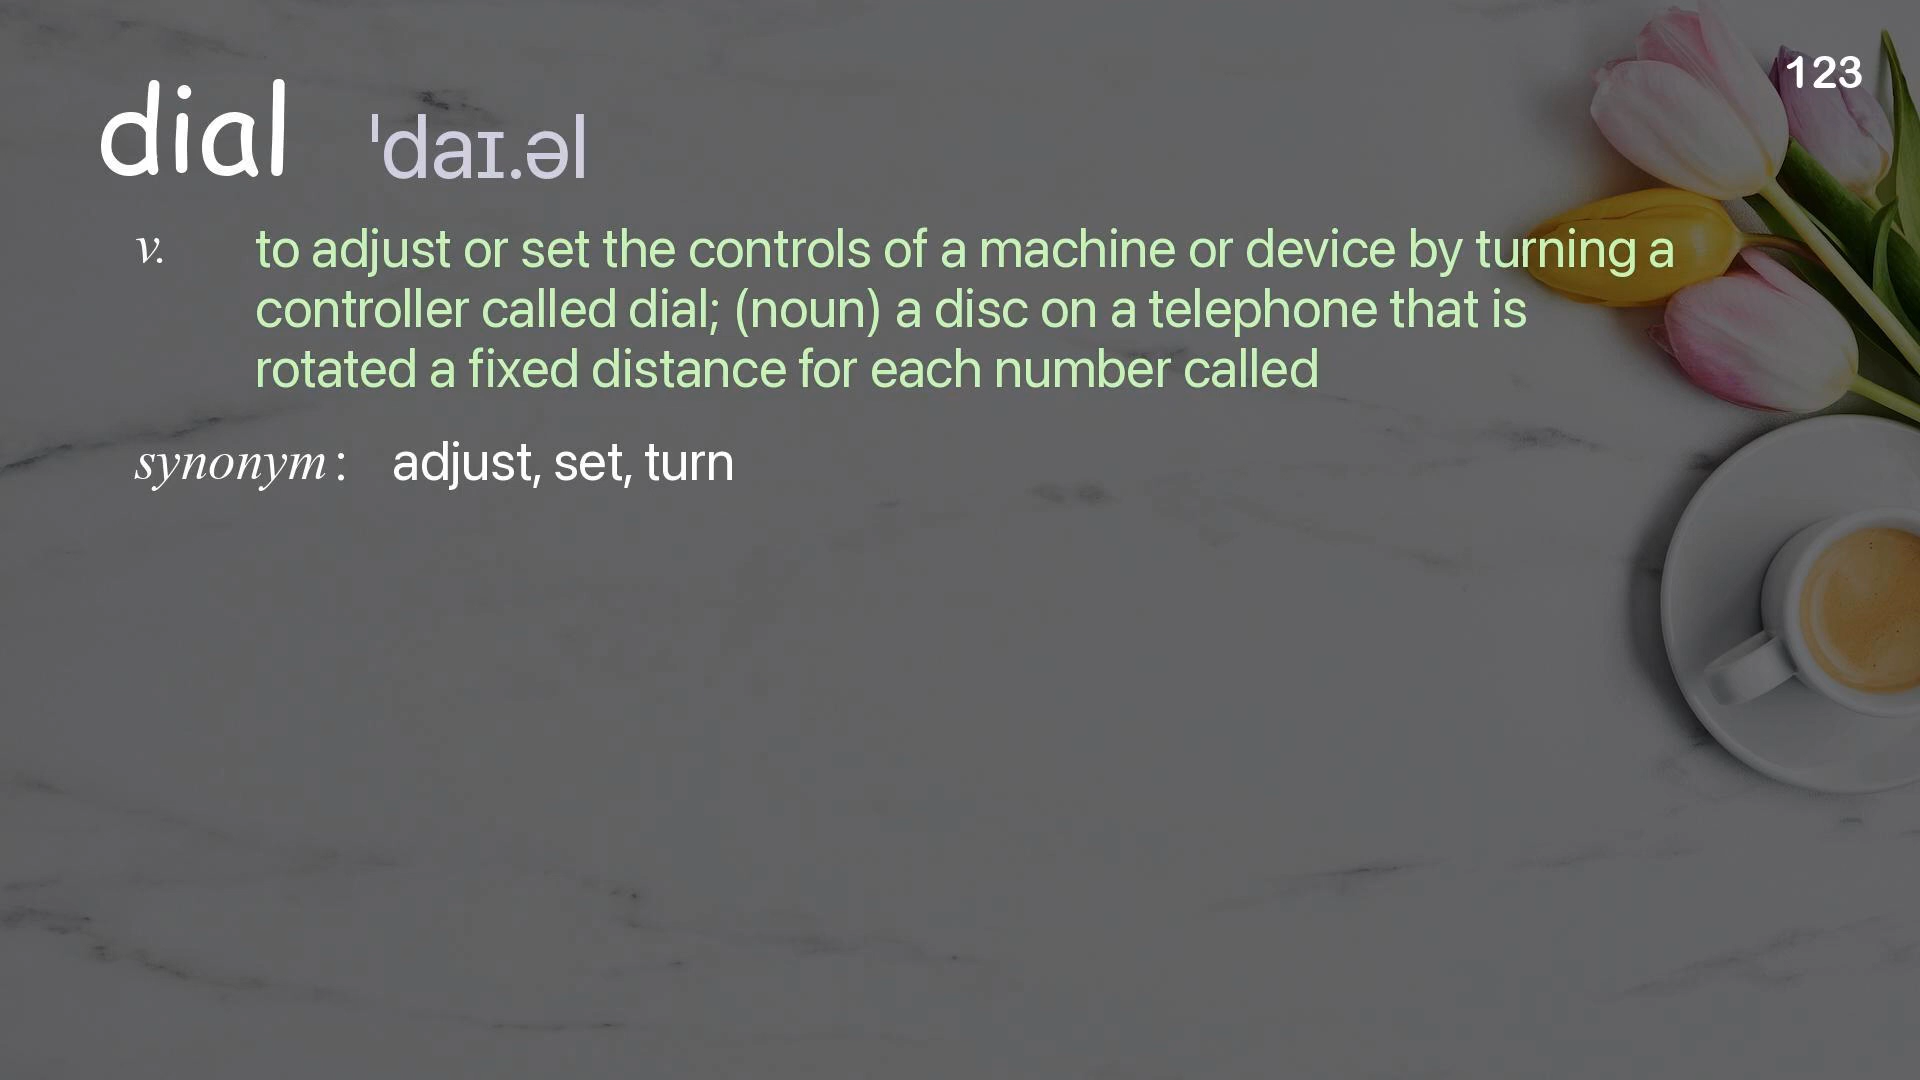 123
dial ˈdaɪ.əl
v. to adjust or set the controls of a machine or device by turning a
controller called dial; (noun) a disc on a telephone that is
rotated a fixed distance for each number called
synonym: adjust, set, turn